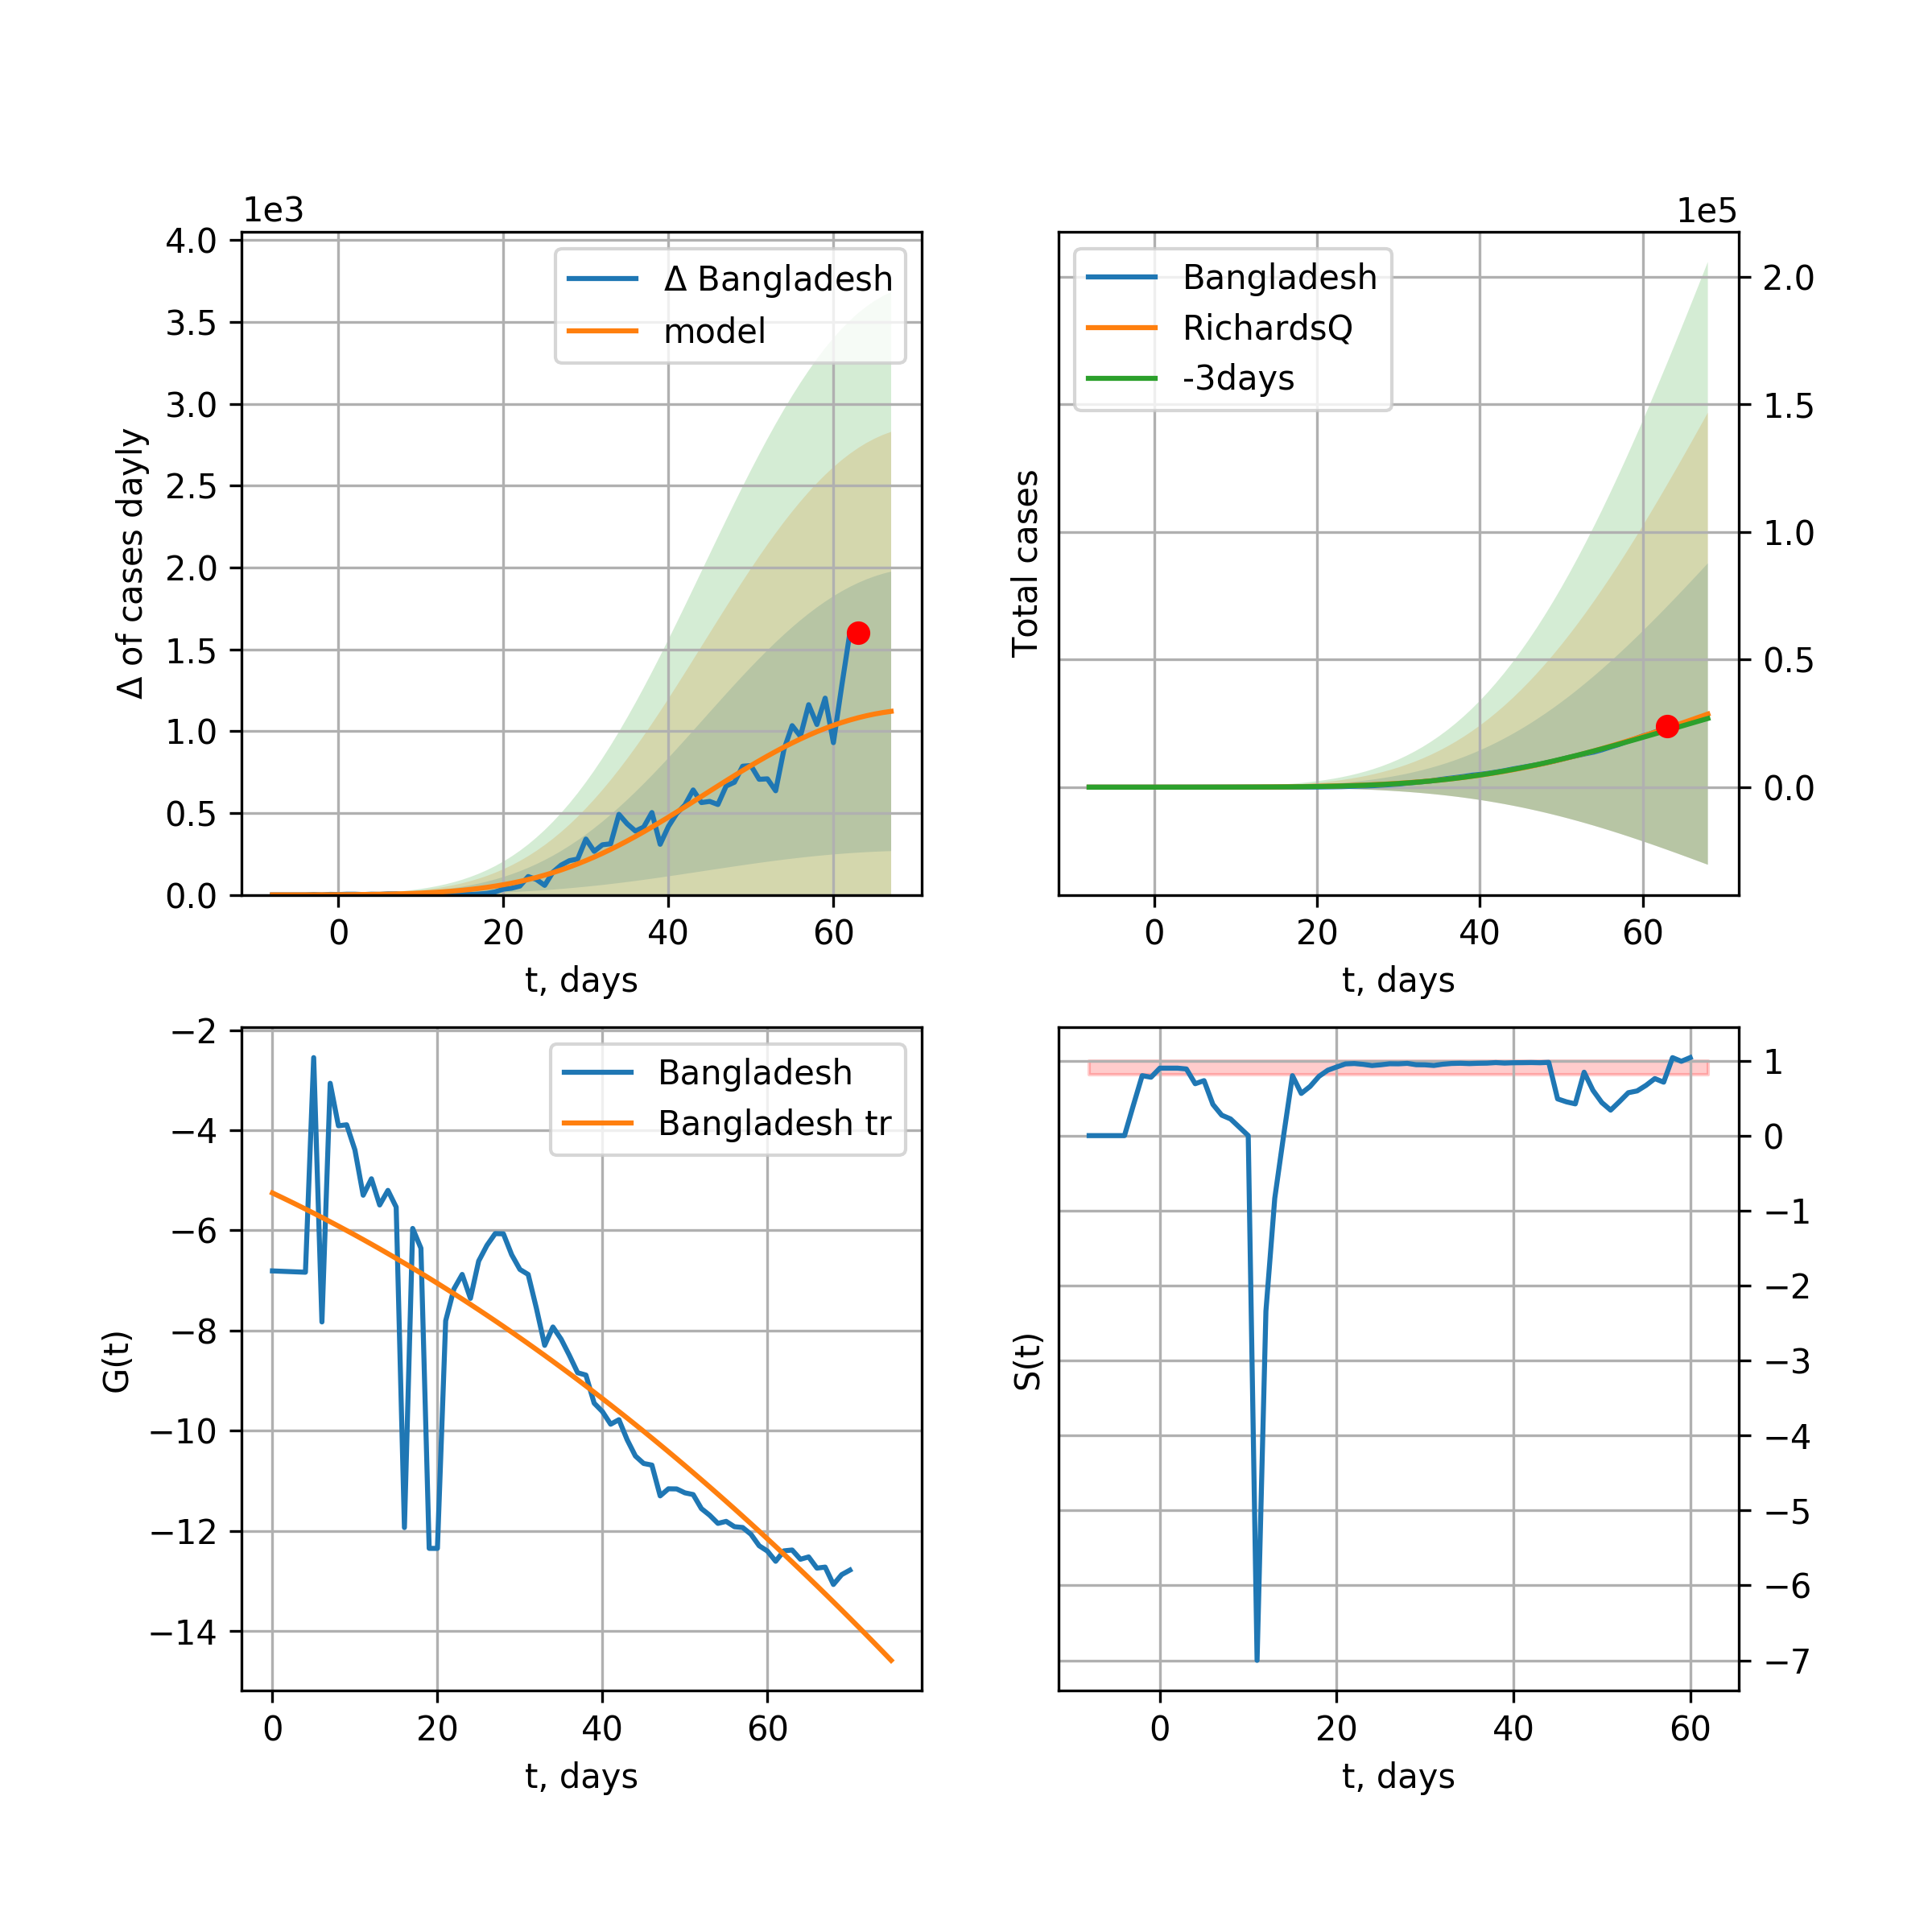 1e3
4.0
3.5
3.0
2.5
2.0
1.5
1.0
0.5
0.0
Δ of cases dayly
Δ Bangladesh
model
0
20
40
60
t, days
1e5
Total cases
Bangladesh
RichardsQ
-3days
2.0
1.5
1.0
0.5
0.0
0
20
40
60
t, days
−2
−4
−6
−8
−10
−12
−14
G(t)
Bangladesh
Bangladesh tr
0
20
40
60
t, days
S(t)
1
0
−1
−2
−3
−4
−5
−6
−7
0
20
40
60
t, days